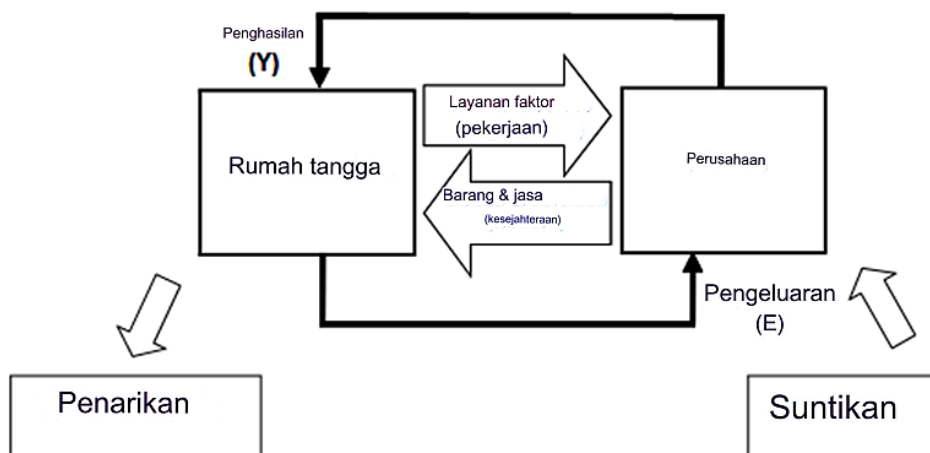 Penghasilan
(Y)
Layanan faktor
(pekerjaan)
Rumah tangga
Perusahaan
Barang & jasa
(kesejahteraan)
Pengeluaran
(E)
Penarikan
Suntikan